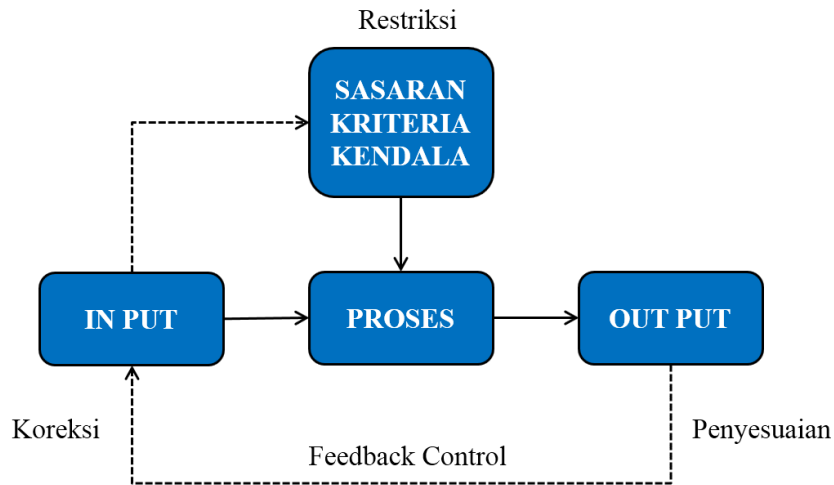 Restriksi
SASARAN
KRITERIA
KENDALA
IN PUT
PROSES
OUT PUT
Koreksi
Penyesuaian
Feedback Control